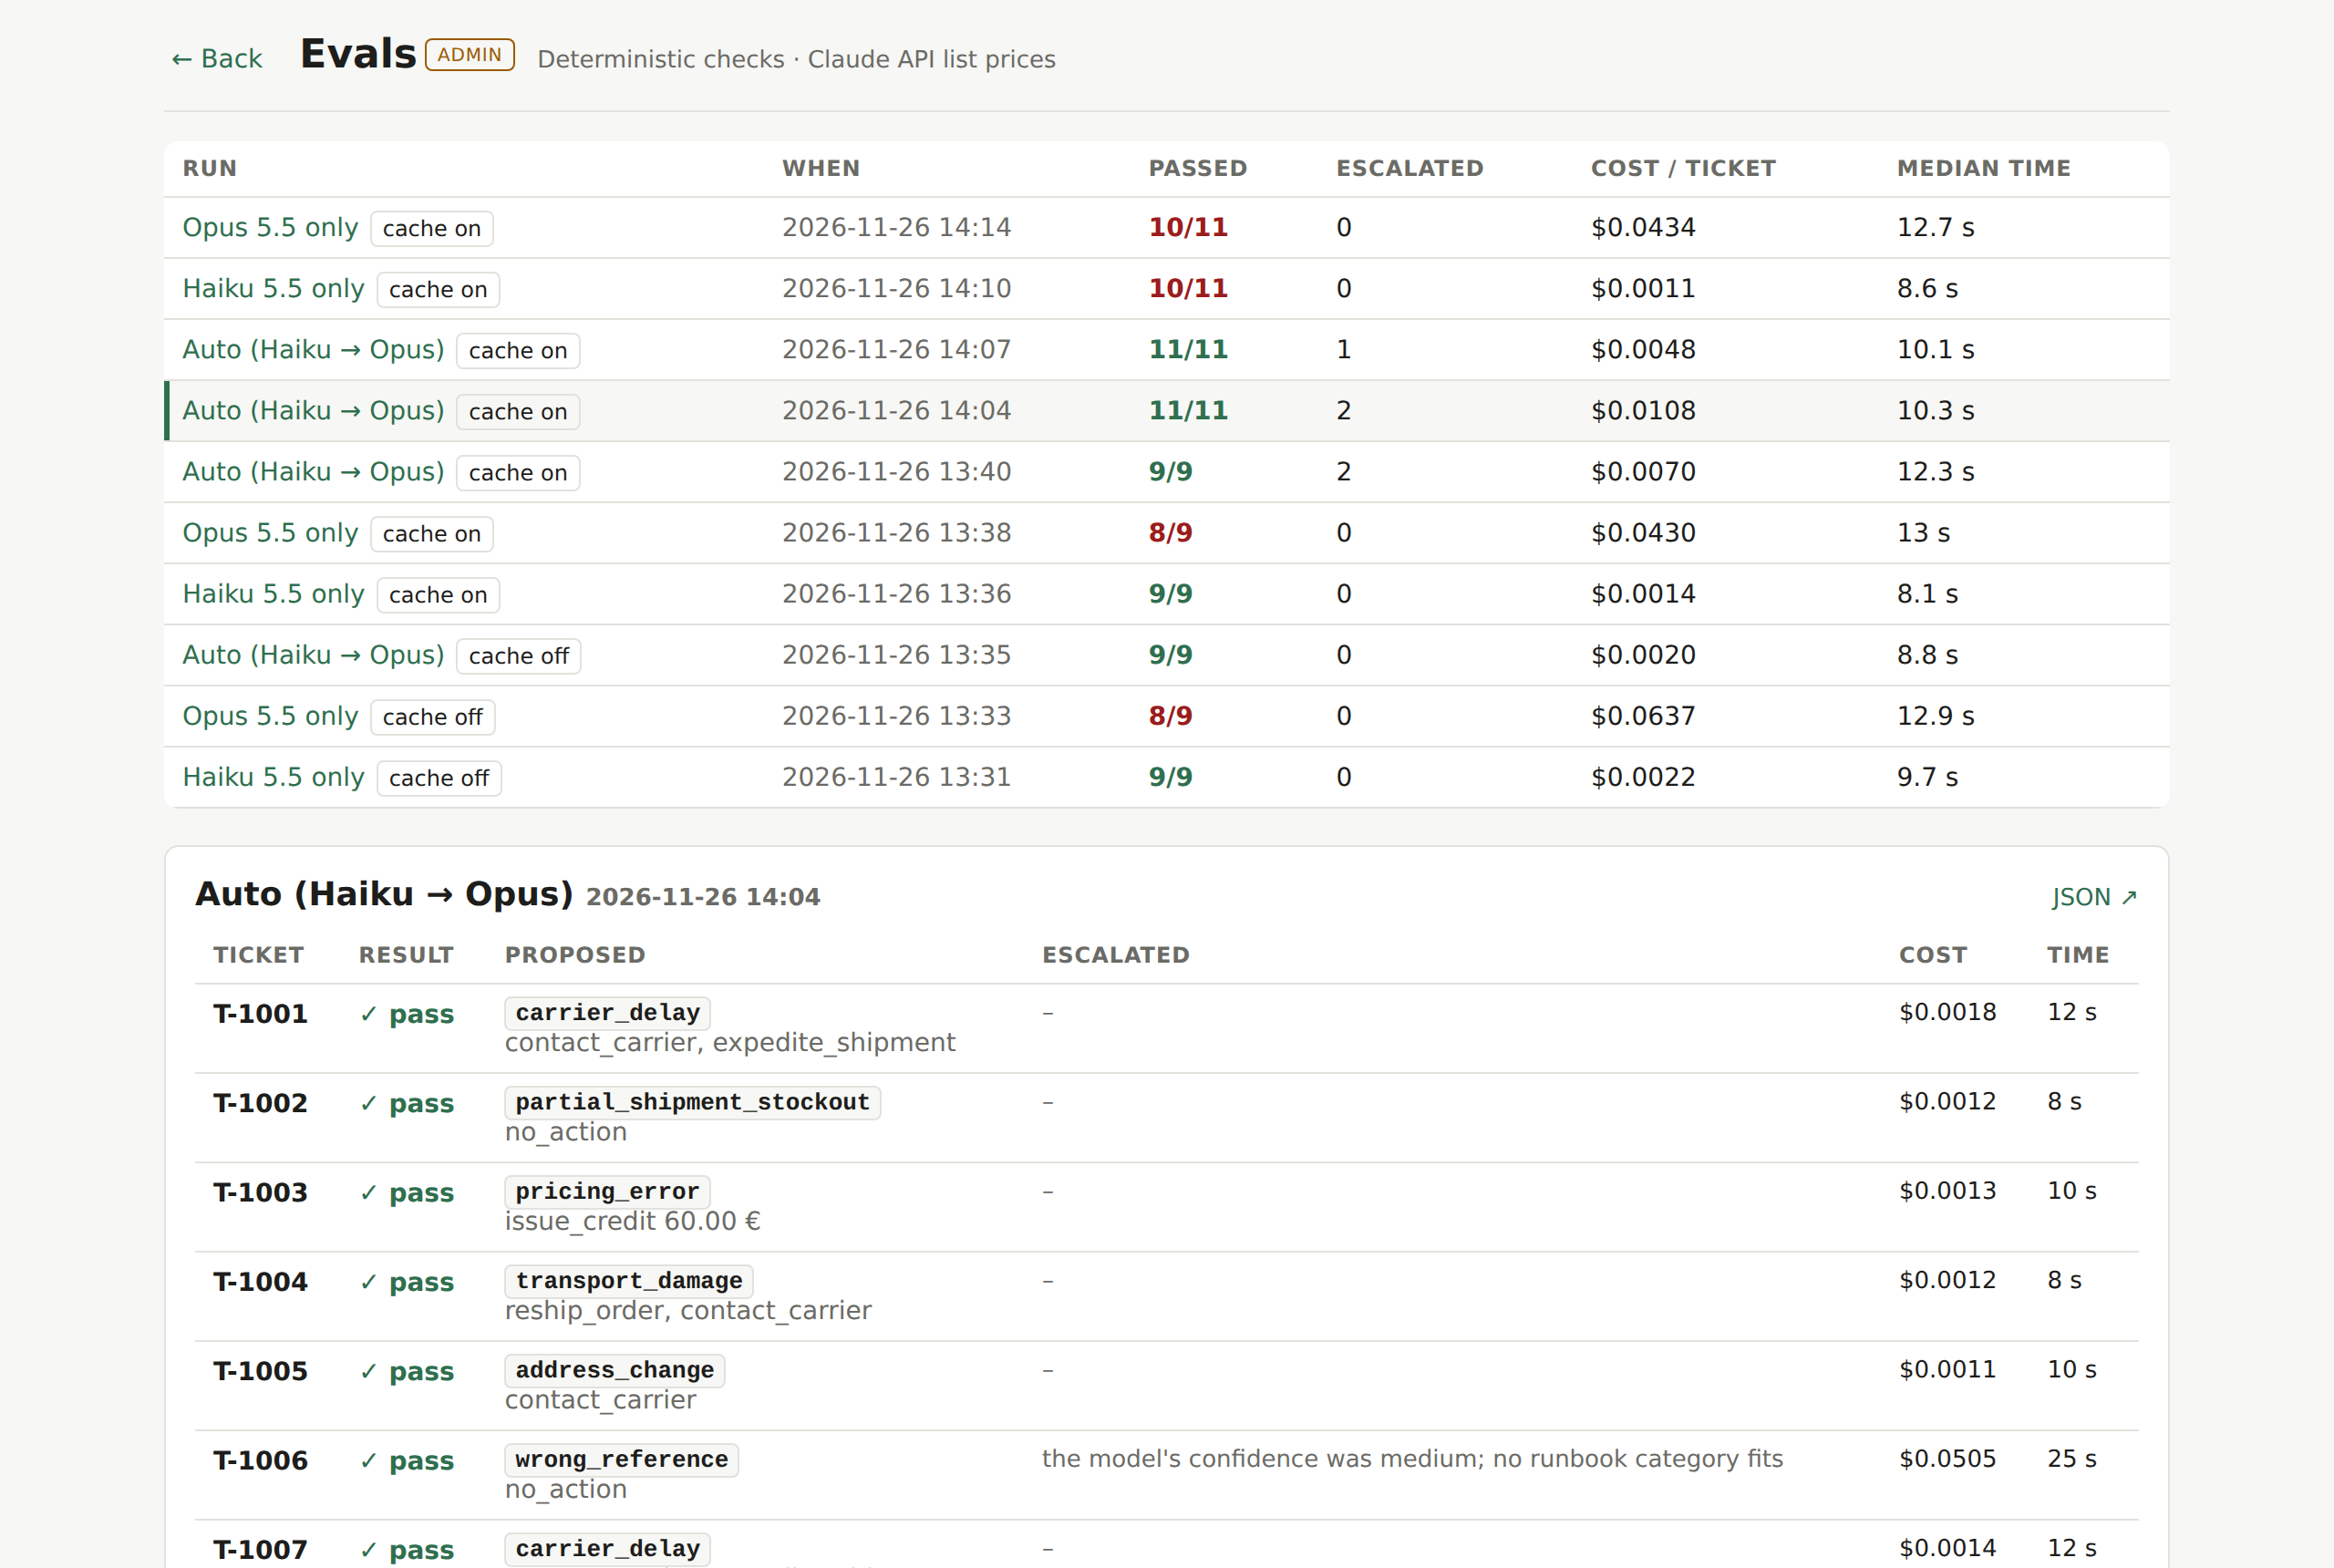 ← Back Evals ADMIN Deterministic checks · Claude API list prices
RUN WHEN PASSED ESCALATED COST / TICKET MEDIAN TIME
Opus 5.5 only cache on 2026-11-26 14:14 10/11 0 $0.0434 12.7 s
Haiku 5.5 only cache on 2026-11-26 14:10 10/11 0 $0.0011 8.6 s
Auto (Haiku → Opus) cache on 2026-11-26 14:07 11/11 1 $0.0048 10.1 s
Auto (Haiku → Opus) cache on 2026-11-26 14:04 11/11 2 $0.0108 10.3 s
Auto (Haiku → Opus) cache on 2026-11-26 13:40 9/9 2 $0.0070 12.3 s
Opus 5.5 only cache on 2026-11-26 13:38 8/9 0 $0.0430 13 s
Haiku 5.5 only cache on 2026-11-26 13:36 9/9 0 $0.0014 8.1 s
Auto (Haiku → Opus) cache off 2026-11-26 13:35 9/9 0 $0.0020 8.8 s
Opus 5.5 only cache off 2026-11-26 13:33 8/9 0 $0.0637 12.9 s
Haiku 5.5 only cache off 2026-11-26 13:31 9/9 0 $0.0022 9.7 s
Auto (Haiku → Opus) 2026-11-26 14:04 JSON ↗
TICKET RESULT PROPOSED ESCALATED COST TIME
T-1001 ✓ pass carrier_delay – $0.0018 12 s
contact_carrier, expedite_shipment
T-1002 ✓ pass partial_shipment_stockout – $0.0012 8 s
no_action
T-1003 ✓ pass pricing_error – $0.0013 10 s
issue_credit 60.00 €
T-1004 ✓ pass transport_damage – $0.0012 8 s
reship_order, contact_carrier
T-1005 ✓ pass address_change – $0.0011 10 s
contact_carrier
T-1006 ✓ pass wrong_reference the model's confidence was medium; no runbook category fits $0.0505 25 s
no_action
T-1007 ✓ pass carrier_delay – $0.0014 12 s